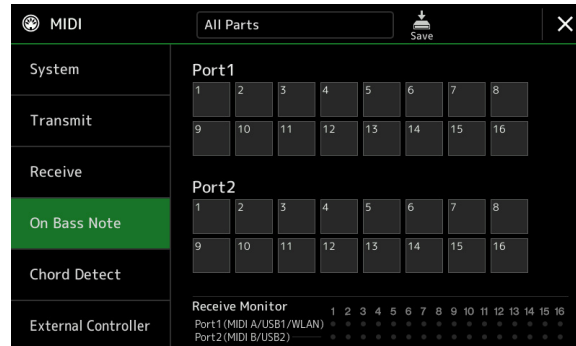 MIDI
All Parts
Save
System
Transmit
Receive
On Bass Note
Chord Detect
External Controller
Port1
1 2 3 4 5 6 7 8
9 10 11 12 13 14 15 16
Port2
1 2 3 4 5 6 7 8
9 10 11 12 13 14 15 16
Receive Monitor 1 2 3 4 5 6 7 8 9 10 11 12 13 14 15 16
Port1(MIDI A/USB1/WLAN)
Port2(MIDI B/USB2)